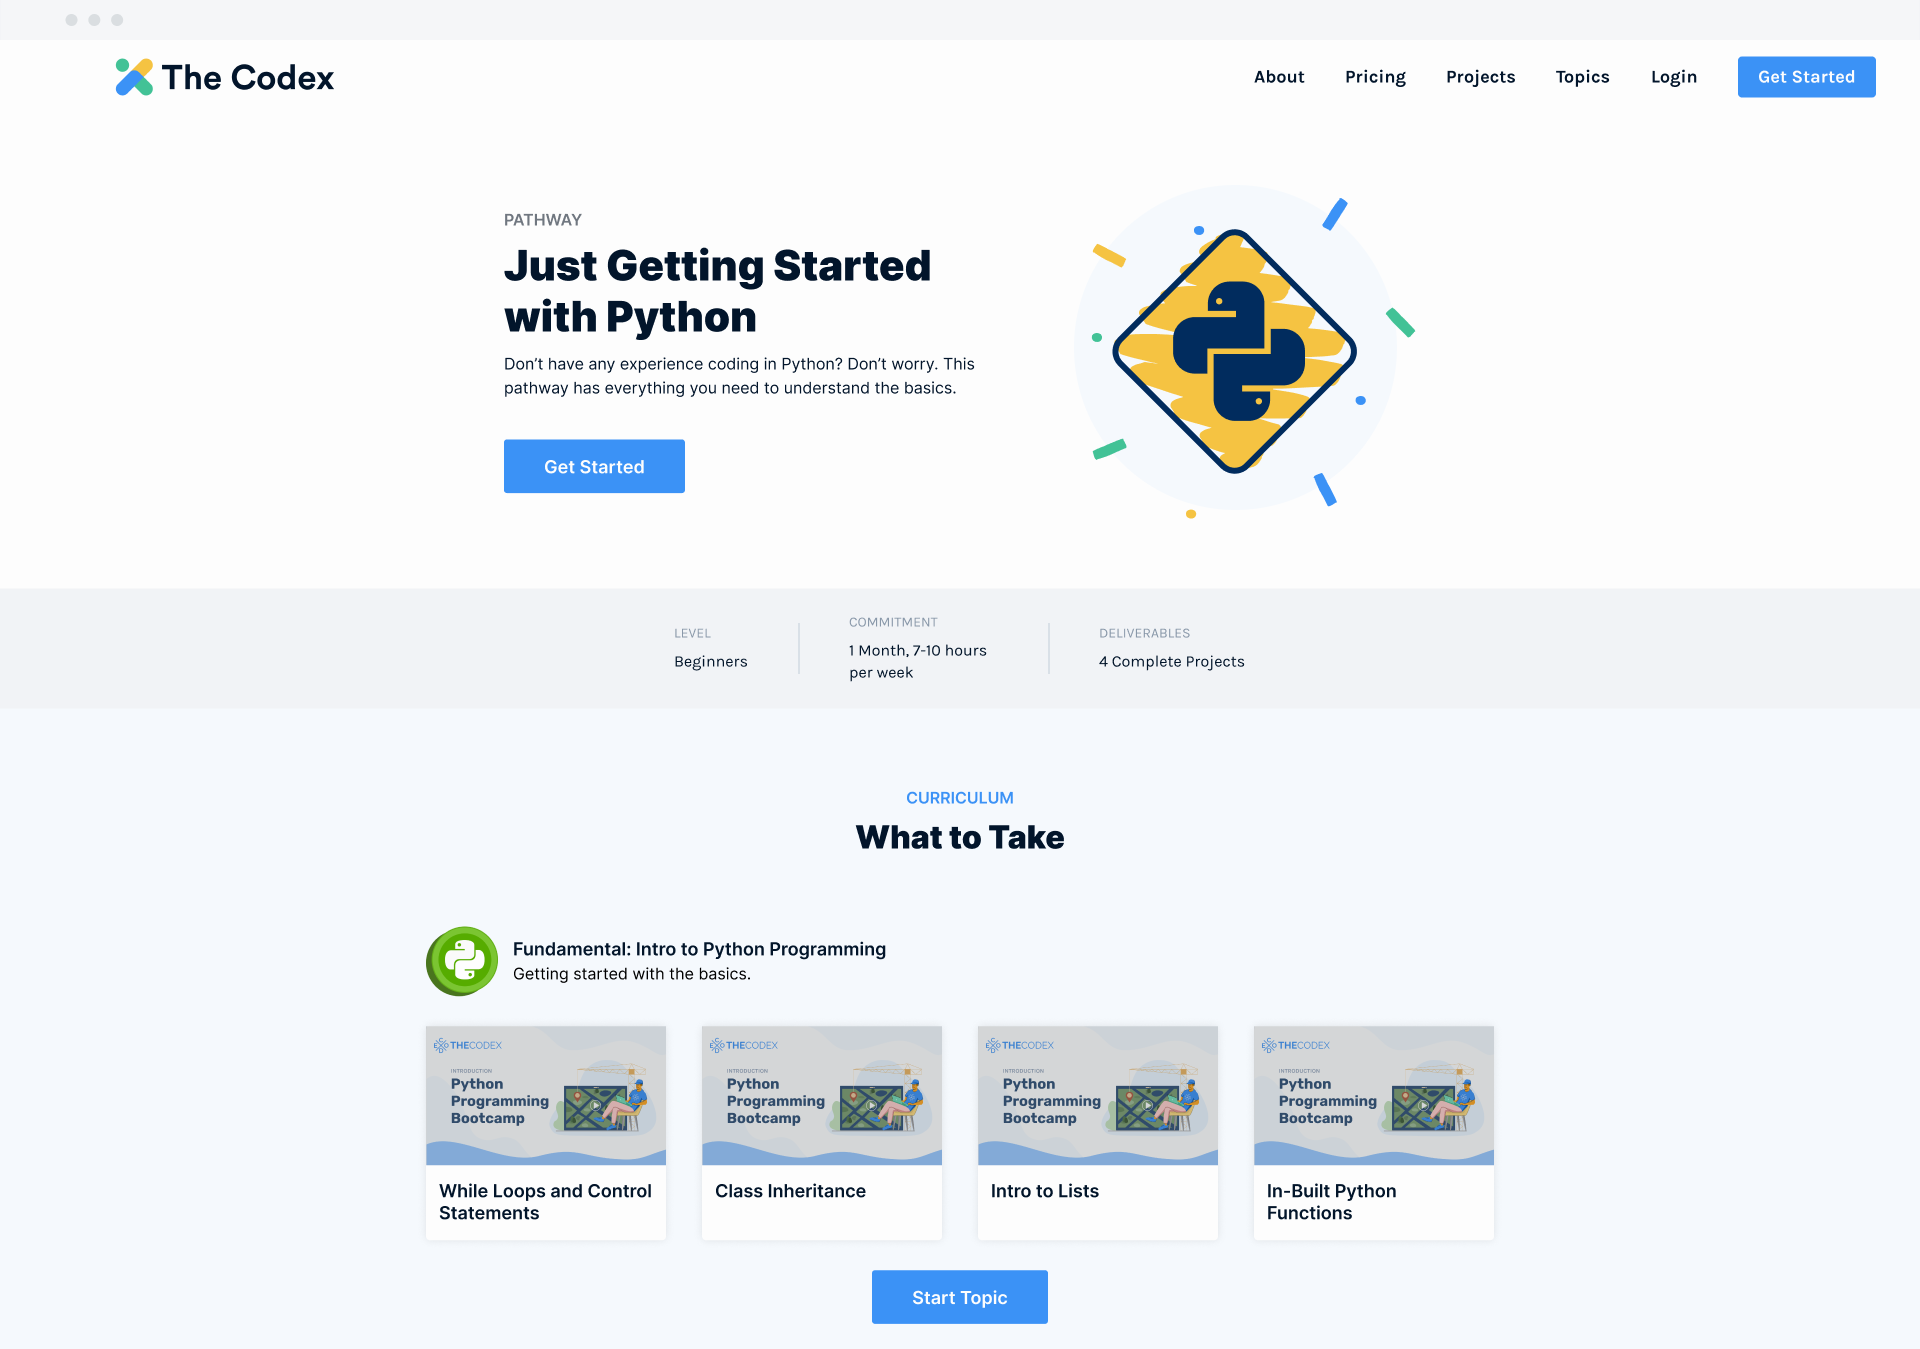 The Codex
About
Pricing
Projects
Topics
Login
Get Started
PATHWAY
Just Getting Started
with Python
Don't have any experience coding in Python? Don't worry. This
pathway has everything you need to understand the basics.
Get Started
LEVEL
Beginners
COMMITMENT
1 Month, 7-10 hours
per week
DELIVERABLES
4 Complete Projects
CURRICULUM
What to Take
Fundamental: Intro to Python Programming
Getting started with the basics.
THECODEX
INTRODUCTION
Python
Programming
Bootcamp
While Loops and Control
Statements
THECODEX
INTRODUCTION
Python
Programming
Bootcamp
Class Inheritance
THECODEX
INTRODUCTION
Python
Programming
Bootcamp
Intro to Lists
THECODEX
INTRODUCTION
Python
Programming
Bootcamp
In-Built Python
Functions
Start Topic